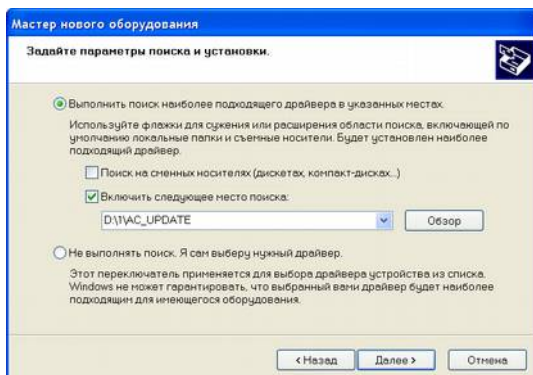 Мастер нового оборудования
Задайте параметры поиска и установки.
Выполнить поиск наиболее подходящего драйвера в указанных местах.
Используйте флажки для сужения или расширения области поиска, включающей по
умолчанию локальные папки и съемные носители. Будет установлен наиболее
подходящий драйвер.
Поиск на сменных носителях (дискетах, компакт-дисках...)
Включить следующее место поиска:
D:\1\AC_UPDATE
Обзор
Не выполнять поиск. Я сам выберу нужный драйвер.
Этот переключатель применяется для выбора драйвера устройства из списка.
Windows не может гарантировать, что выбранный вами драйвер будет наиболее
подходящим для имеющегося оборудования.
< Назад
Далее >
Отмена